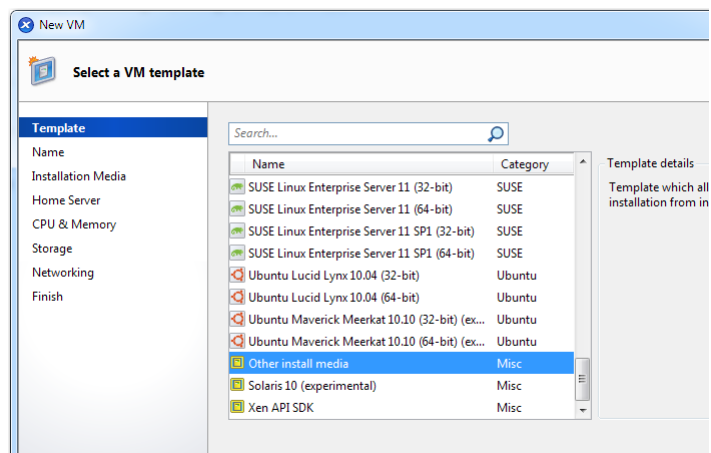 New VM
Select a VM template
Template
Name
Installation Media
Home Server
CPU & Memory
Storage
Networking
Finish
Search...
Name Category
SUSE Linux Enterprise Server 11 (32-bit) SUSE
SUSE Linux Enterprise Server 11 (64-bit) SUSE
SUSE Linux Enterprise Server 11 SP1 (32-bit) SUSE
SUSE Linux Enterprise Server 11 SP1 (64-bit) SUSE
Ubuntu Lucid Lynx 10.04 (32-bit) Ubuntu
Ubuntu Lucid Lynx 10.04 (64-bit) Ubuntu
Ubuntu Maverick Meerkat 10.10 (32-bit) (ex... Ubuntu
Ubuntu Maverick Meerkat 10.10 (64-bit) (ex... Ubuntu
Other install media Misc
Solaris 10 (experimental) Misc
Xen API SDK Misc
Template details
Template which all
installation from in